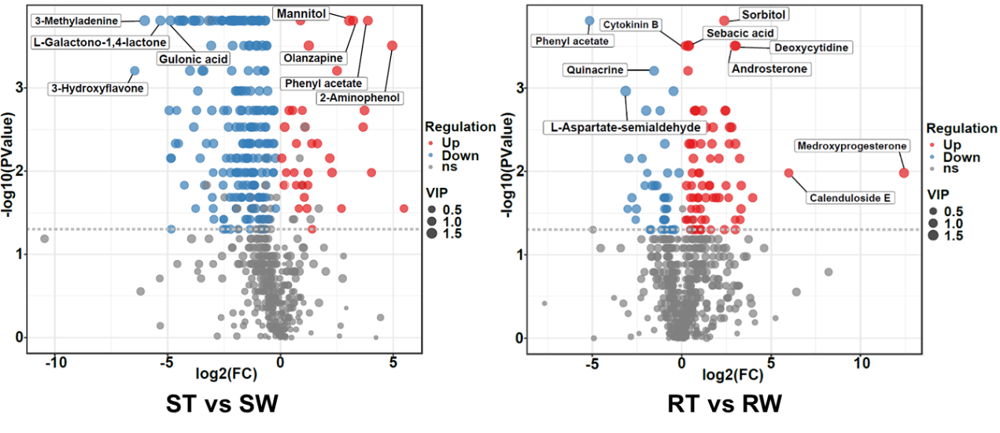 3-Methyladenine
L-Galactono-1,4-lactone
Gulonic acid
3-Hydroxyflavone
Mannitol
Olanzapine
Phenyl acetate
2-Aminophenol
-log10(PValue)
3
2
1
0
-10
-5
0
5
log2(FC)
Regulation
Up
Down
ns
VIP
0.5
1.0
1.5
ST vs SW
Sorbitol
Cytokinin B
Sebacic acid
Phenyl acetate
Deoxycytidine
Quinacrine
Androsterone
L-Aspartate-semialdehyde
Medroxyprogesterone
Calenduloside E
-log10(PValue)
3
2
1
0
-5
0
5
10
log2(FC)
Regulation
Up
Down
ns
VIP
0.5
1.0
1.5
RT vs RW